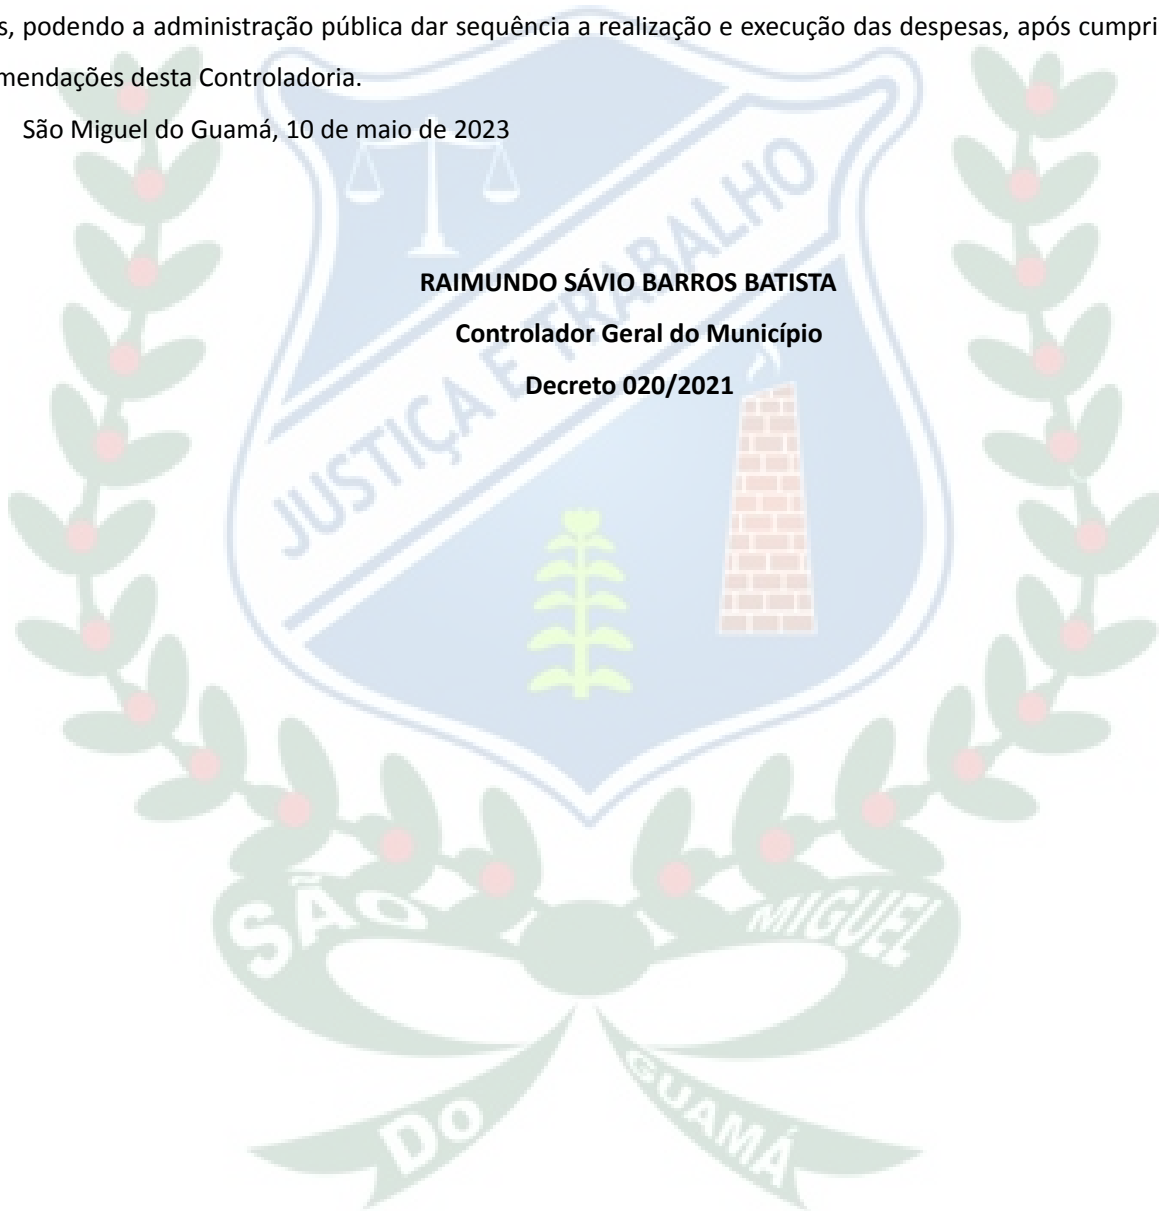 s, podendo a administração pública dar sequência a realização e execução das despesas, após cumpri
mendações desta Controladoria.
São Miguel do Guamá, 10 de maio de 2023
RAIMUNDO SÁVIO BARROS BATISTA
Controlador Geral do Município
Decreto 020/2021
JUSTIÇA E TRABALHO
SÃO MIGUEL
DO GUAMÁ